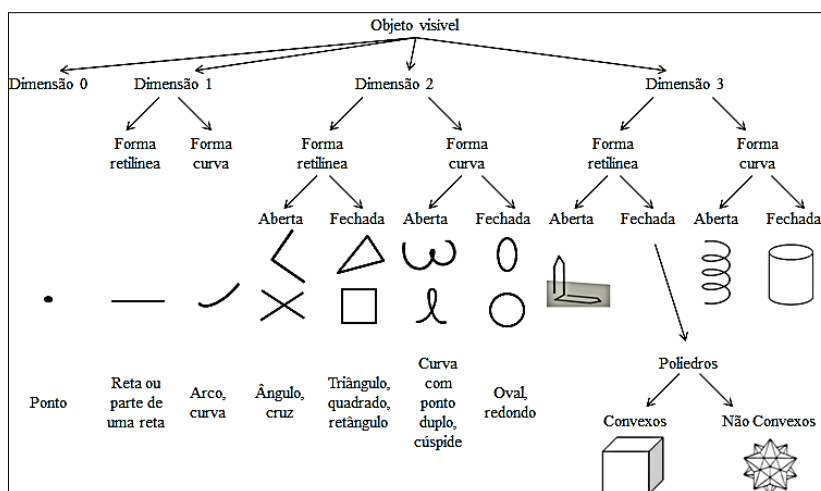 Objeto visível
Dimensão 0 Dimensão 1 Dimensão 2 Dimensão 3
Forma retilínea
Forma curva
Forma retilínea
Forma curva
Forma retilínea
Forma curva
Aberta Fechada Aberta Fechada Aberta Fechada Aberta Fechada
Ponto
Reta ou
parte de
uma reta
Arco,
curva
Ângulo,
cruz
Triângulo,
quadrado,
retângulo
Curva
com
ponto
duplo,
cúspide
Oval,
redondo
Poliedros
Convexos Não Convexos